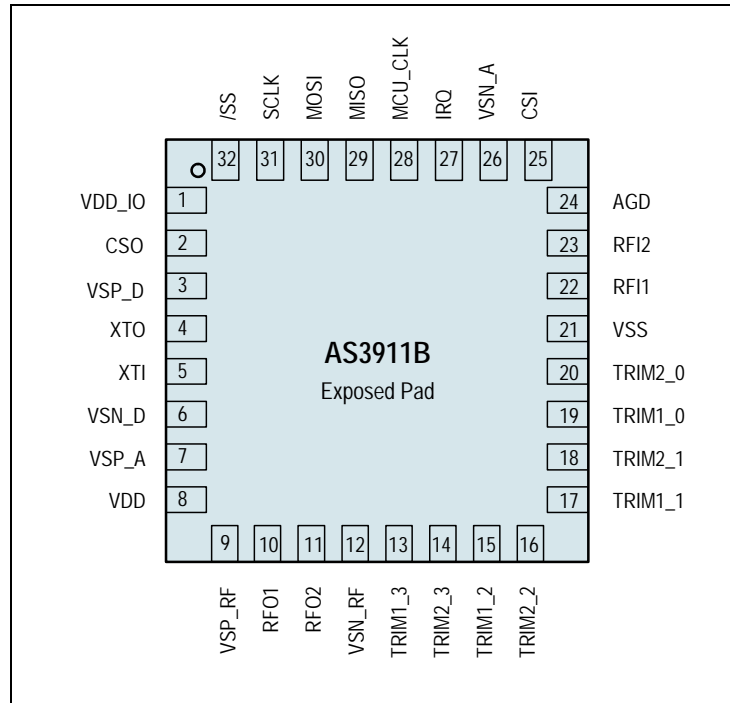 /SS
SCLK
MOSI
MISO
MCU_CLK
IRQ
VSN_A
CSI
32 31 30 29 28 27 26 25
VDD_IO 1 24 AGD
CSO 2 23 RFI2
VSP_D 3 22 RFI1
XTO 4 21 VSS
AS3911B
XTI 5 20 TRIM2_0
Exposed Pad
VSN_D 6 19 TRIM1_0
VSP_A 7 18 TRIM2_1
VDD 8 17 TRIM1_1
9 10 11 12 13 14 15 16
VSP_RF
RFO1
RFO2
VSN_RF
TRIM1_3
TRIM2_3
TRIM1_2
TRIM2_2